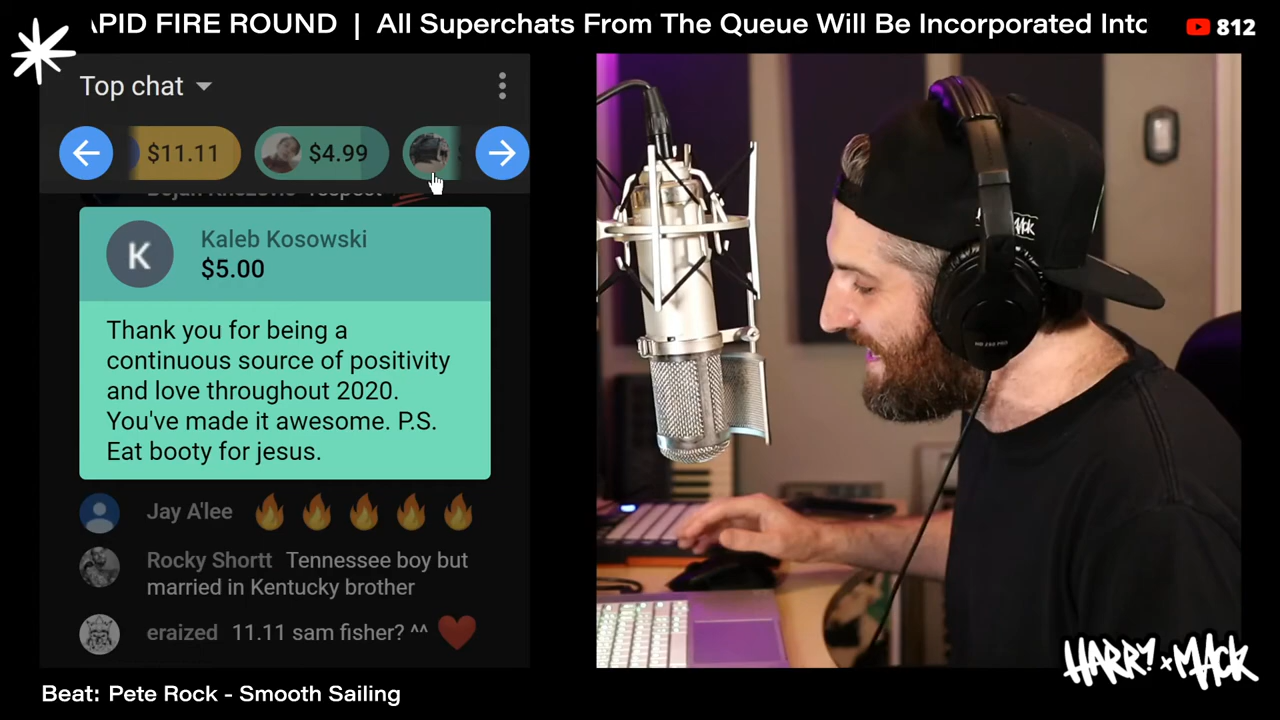 APID FIRE ROUND | All Superchats From The Queue Will Be Incorporated Into
812
Top chat
$11.11
$4.99
respect
K
Kaleb Kosowski
$5.00
Thank you for being a
continuous source of positivity
and love throughout 2020.
You've made it awesome. P.S.
Eat booty for jesus.
Jay A'lee
Rocky Shortt Tennessee boy but
married in Kentucky brother
eraized 11.11 sam fisher? ^^
HARRY x MACK
Beat: Pete Rock - Smooth Sailing